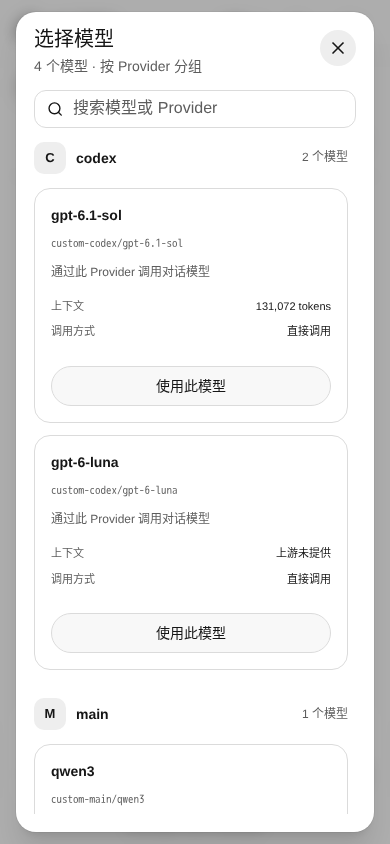 选择模型
4 个模型 · 按 Provider 分组
搜索模型或 Provider
C codex 2 个模型
gpt-6.1-sol
custom-codex/gpt-6.1-sol
通过此 Provider 调用对话模型
上下文 131,072 tokens
调用方式 直接调用
使用此模型
gpt-6-luna
custom-codex/gpt-6-luna
通过此 Provider 调用对话模型
上下文 上游未提供
调用方式 直接调用
使用此模型
M main 1 个模型
qwen3
custom-main/qwen3